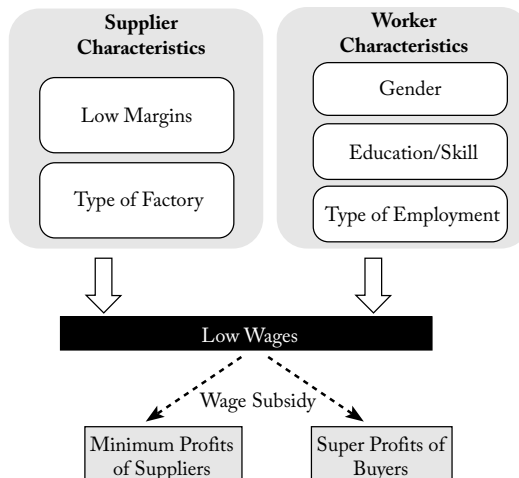 Supplier
Characteristics
Low Margins
Type of Factory
Worker
Characteristics
Gender
Education/Skill
Type of Employment
Low Wages
Wage Subsidy
Minimum Profits
of Suppliers
Super Profits of
Buyers